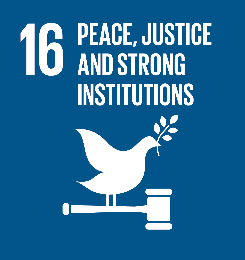 16 PEACE, JUSTICE
AND STRONG
INSTITUTIONS